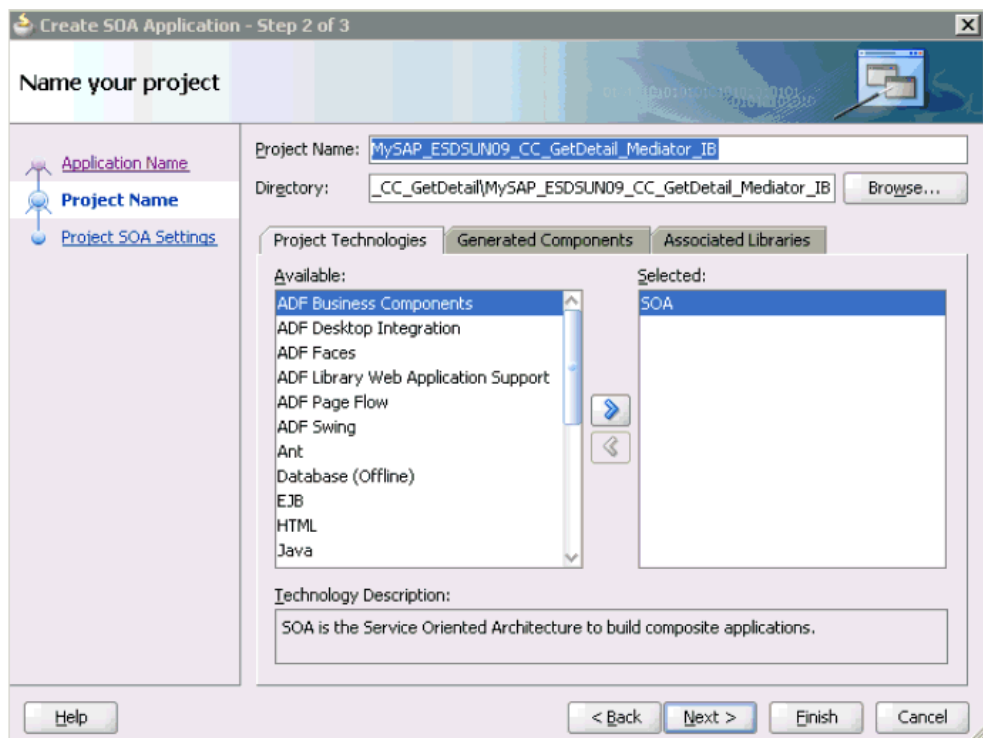 Create SOA Application - Step 2 of 3
Name your project
Application Name
Project Name
Project SOA Settings
Project Name: MySAP_ESDSUN09_CC_GetDetail_Mediator_IB
Directory: _CC_GetDetail\MySAP_ESDSUN09_CC_GetDetail_Mediator_IB Browse...
Project Technologies Generated Components Associated Libraries
Available: Selected:
ADF Business Components SOA
ADF Desktop Integration
ADF Faces
ADF Library Web Application Support
ADF Page Flow
ADF Swing
Ant
Database (Offline)
EJB
HTML
Java
Technology Description:
SOA is the Service Oriented Architecture to build composite applications.
Help < Back Next > Finish Cancel